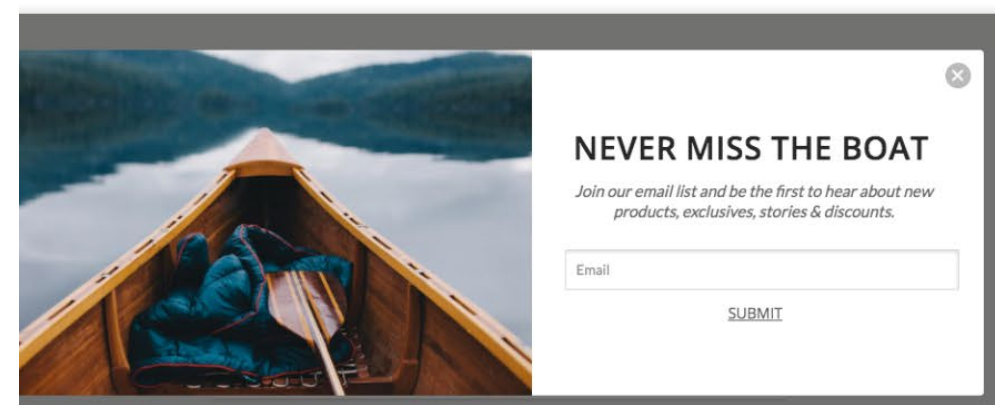 NEVER MISS THE BOAT
Join our email list and be the first to hear about new
products, exclusives, stories & discounts.
Email
SUBMIT